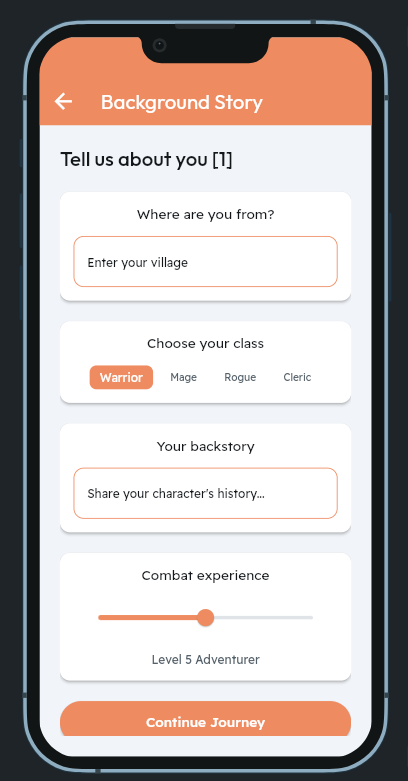 Background Story
Tell us about you [1]
Where are you from?
Enter your village
Choose your class
Warrior Mage Rogue Cleric
Your backstory
Share your character's history...
Combat experience
Level 5 Adventurer
Continue Journey